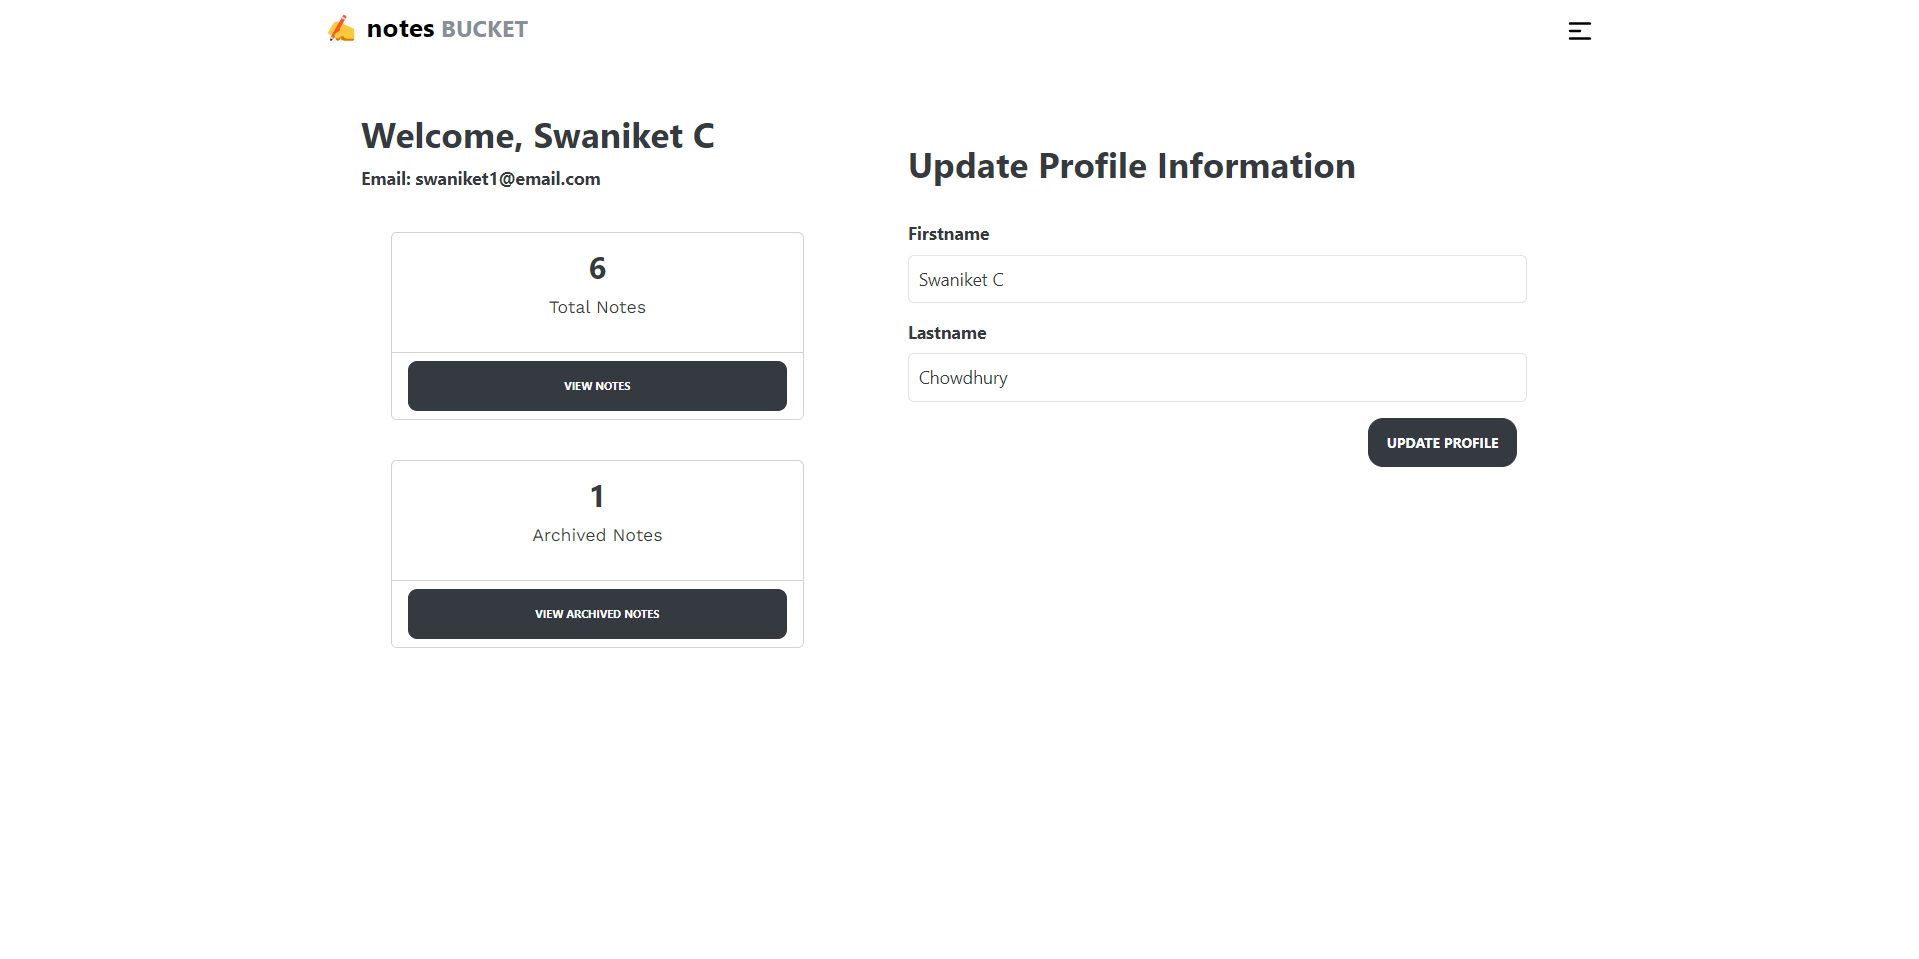 notes BUCKET
Welcome, Swaniket C
Email: swaniket1@email.com
6
Total Notes
VIEW NOTES
1
Archived Notes
VIEW ARCHIVED NOTES
Update Profile Information
Firstname
Swaniket C
Lastname
Chowdhury
UPDATE PROFILE